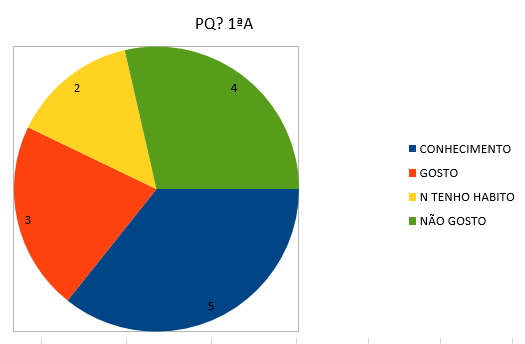 PQ? 1ªA
2
4
3
5
CONHECIMENTO
GOSTO
N TENHO HABITO
NÃO GOSTO